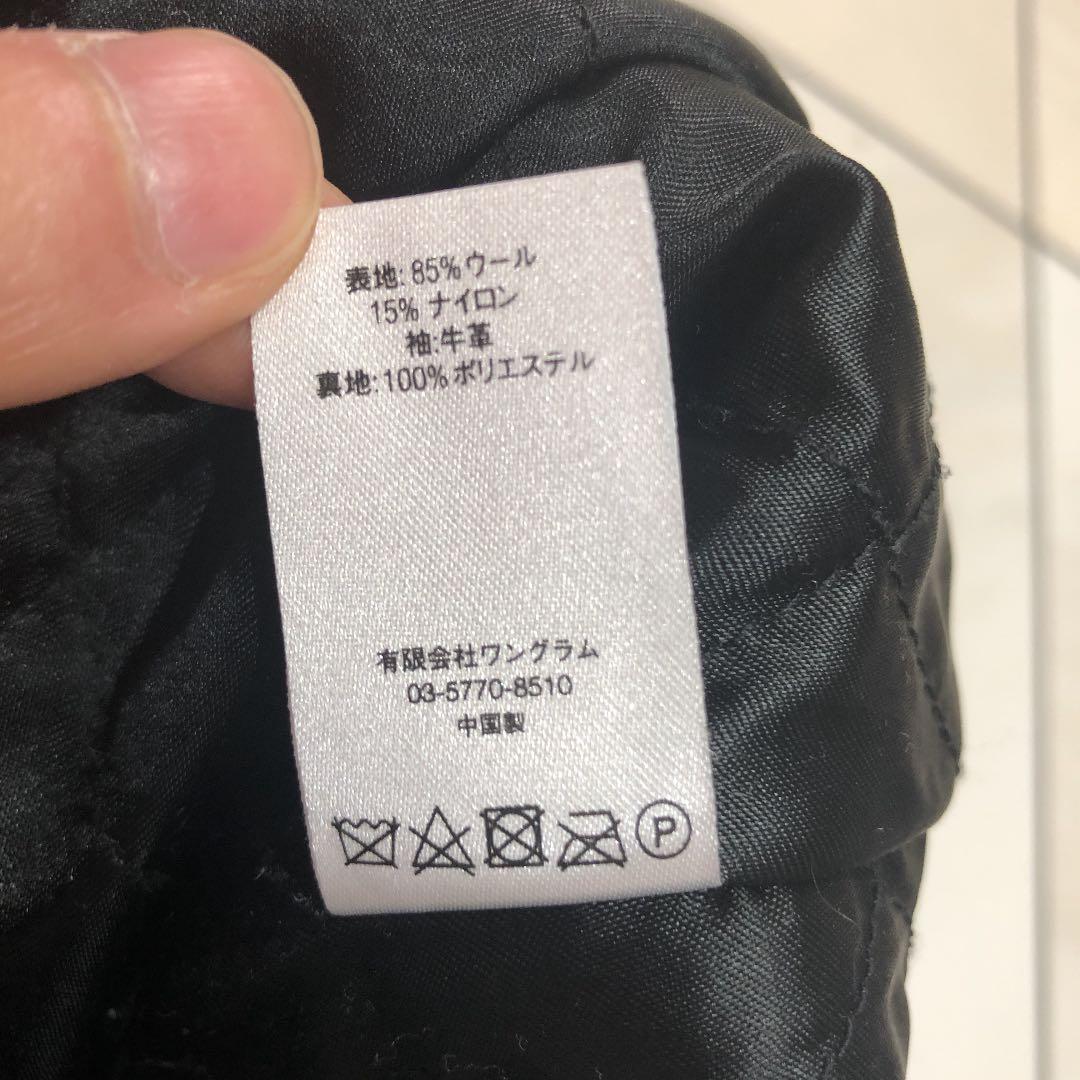 表地:85%ウール
15% ナイロン
袖:牛革
裏地:100%ポリエステル
有限会社ワングラム
03-5770-8510
中国製
P